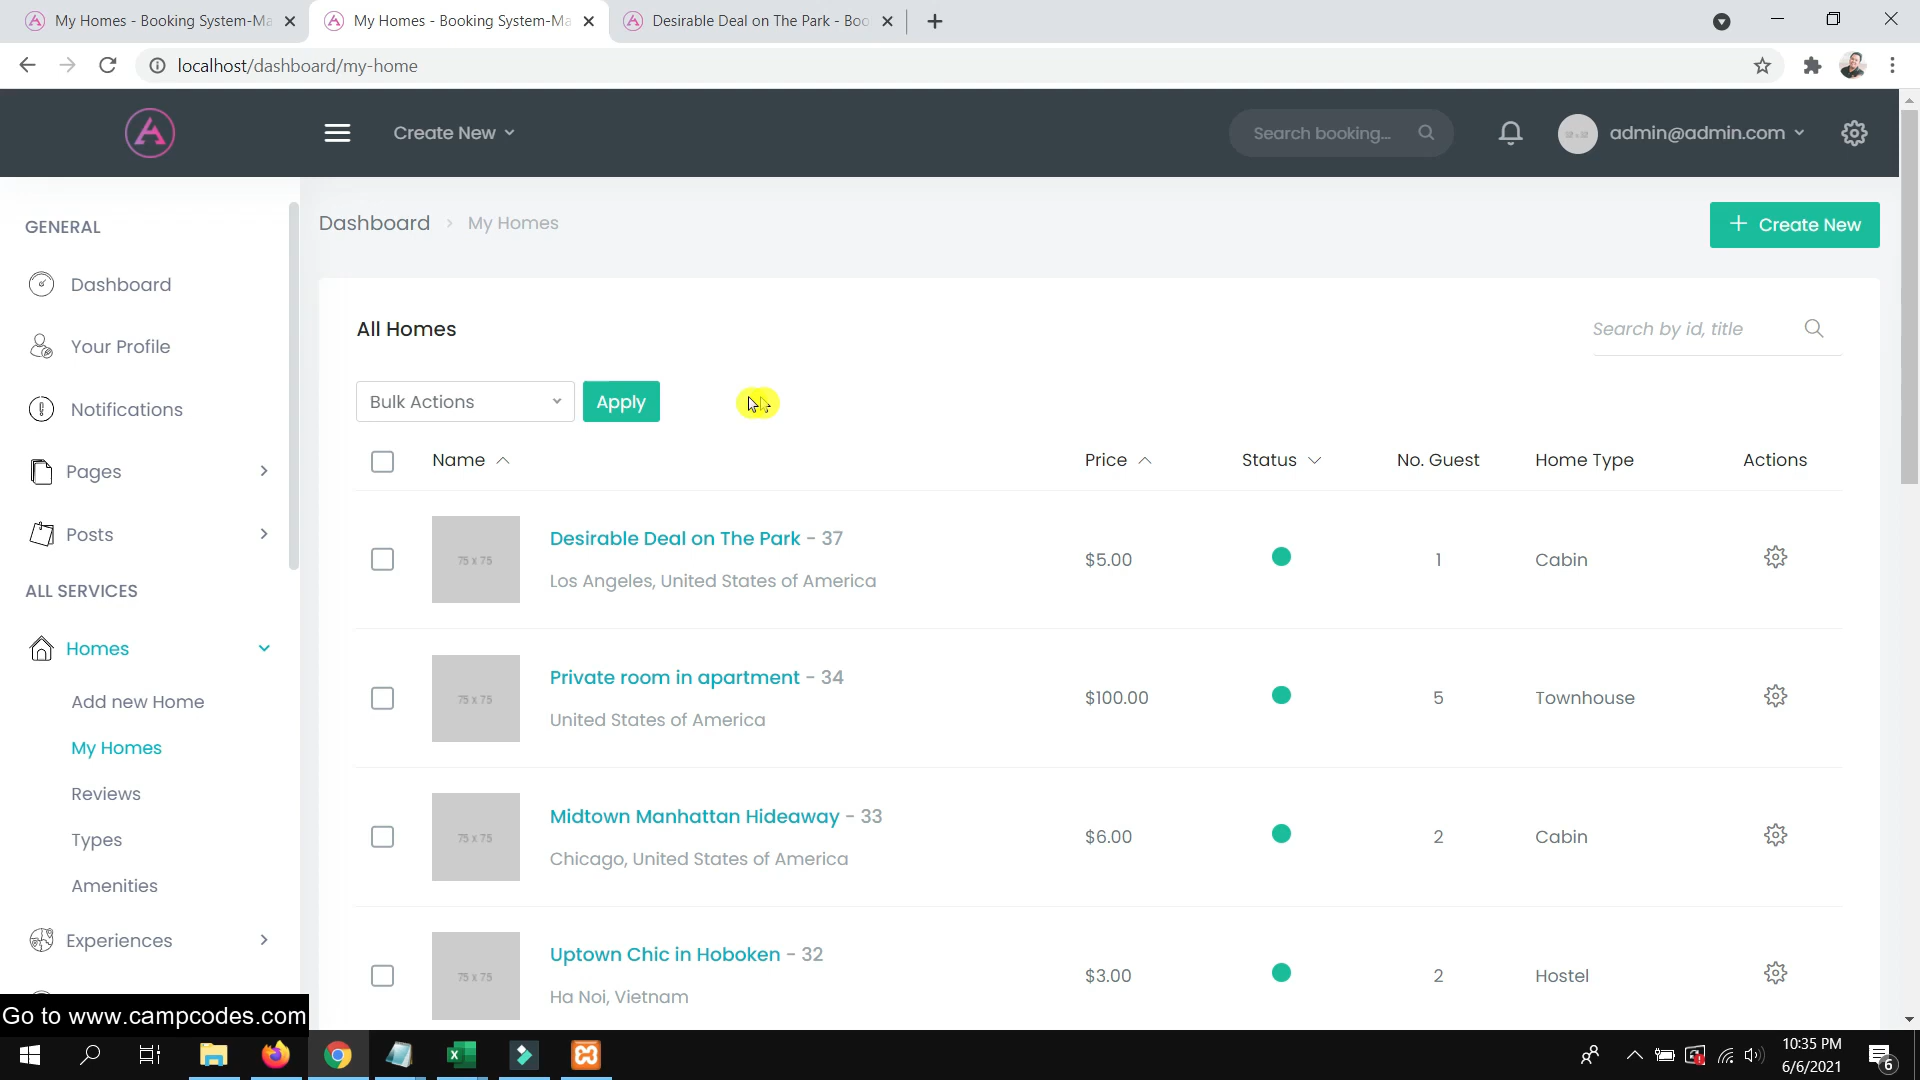 My Homes - Booking System-Ma
My Homes - Booking System-Ma
Desirable Deal on The Park - Boo
localhost/dashboard/my-home
Create New
Search booking...
admin@admin.com
GENERAL
Dashboard
Your Profile
Notifications
Pages
Posts
ALL SERVICES
Homes
Add new Home
My Homes
Reviews
Types
Amenities
Experiences
Dashboard > My Homes
+ Create New
All Homes
Search by id, title
Bulk Actions
Apply
Name Price Status No. Guest Home Type Actions
75 x 75
Desirable Deal on The Park - 37
Los Angeles, United States of America
$5.00 1 Cabin
75 x 75
Private room in apartment - 34
United States of America
$100.00 5 Townhouse
75 x 75
Midtown Manhattan Hideaway - 33
Chicago, United States of America
$6.00 2 Cabin
75 x 75
Uptown Chic in Hoboken - 32
Ha Noi, Vietnam
$3.00 2 Hostel
Go to www.campcodes.com
10:35 PM
6/6/2021
6